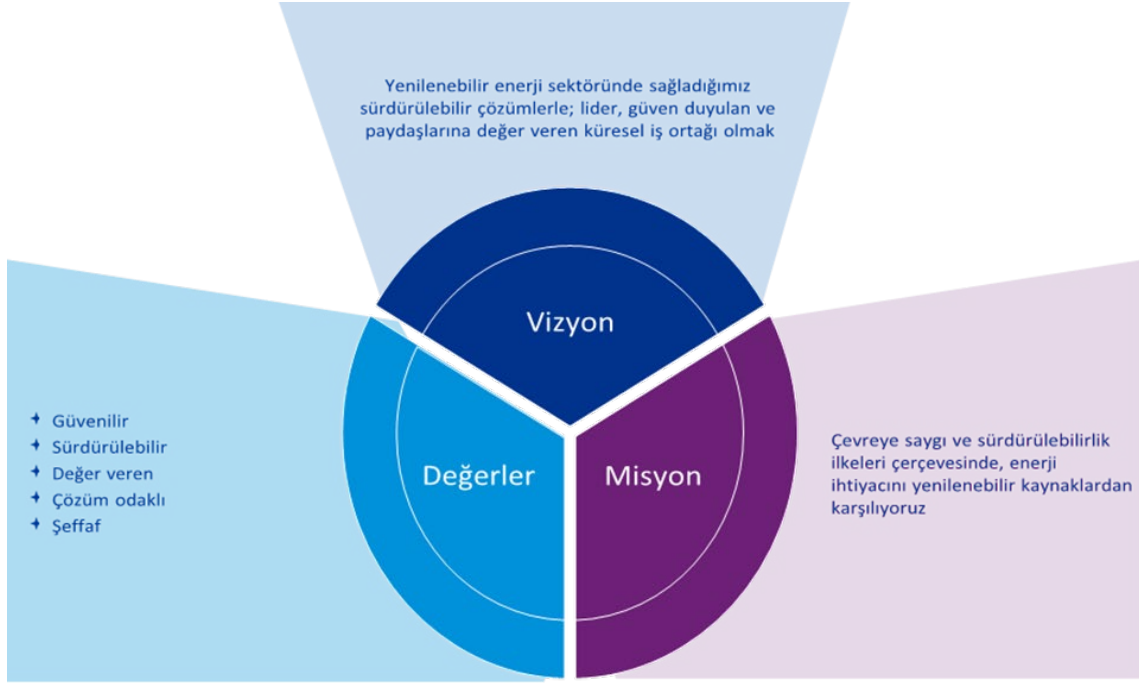 Yenilenebilir enerji sektöründe sağladığımız
sürdürülebilir çözümlerle; lider, güven duyulan ve
paydaşlarına değer veren küresel iş ortağı olmak
Vizyon
Değerler
Misyon
Güvenilir
Sürdürülebilir
Değer veren
Çözüm odaklı
Şeffaf
Çevreye saygı ve sürdürülebilirlik
ilkeleri çerçevesinde, enerji
ihtiyacını yenilenebilir kaynaklardan
karşılıyoruz